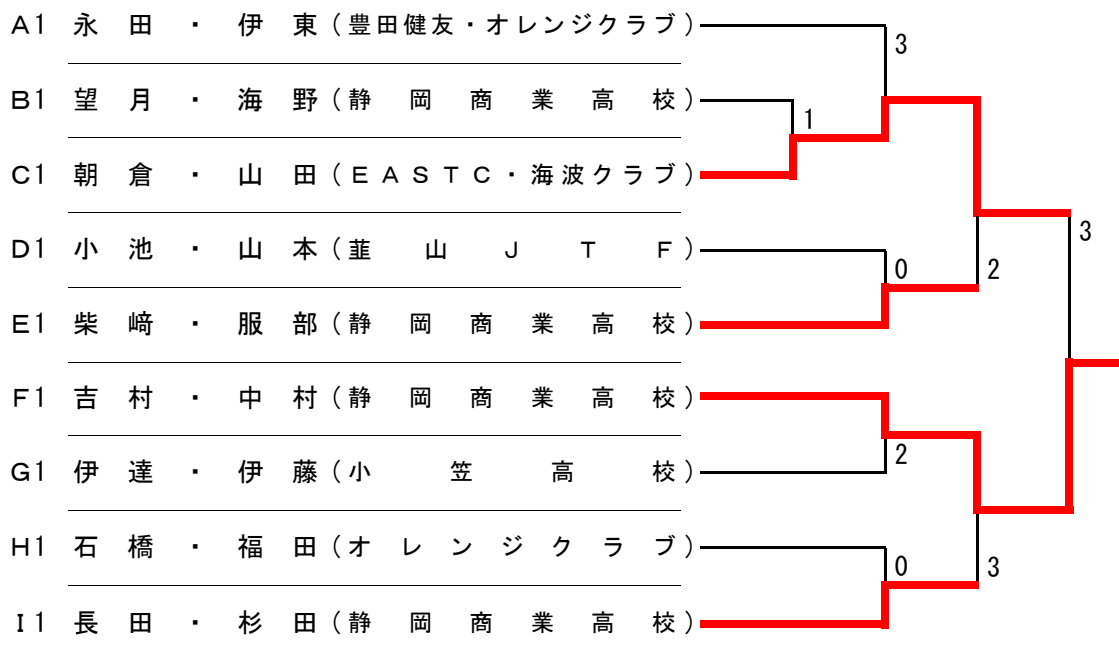 A1 永田・伊東(豊田健友・オレンジクラブ)
3
B1 望月・海野(静岡商業高校)
1
C1 朝倉・山田(EASTC・海波クラブ)
3
D1 小池・山本(韮山JTF)
0
2
E1 柴﨑・服部(静岡商業高校)
F1 吉村・中村(静岡商業高校)
2
G1 伊達・伊藤(小笠高校)
H1 石橋・福田(オレンジクラブ)
0
3
I1 長田・杉田(静岡商業高校)